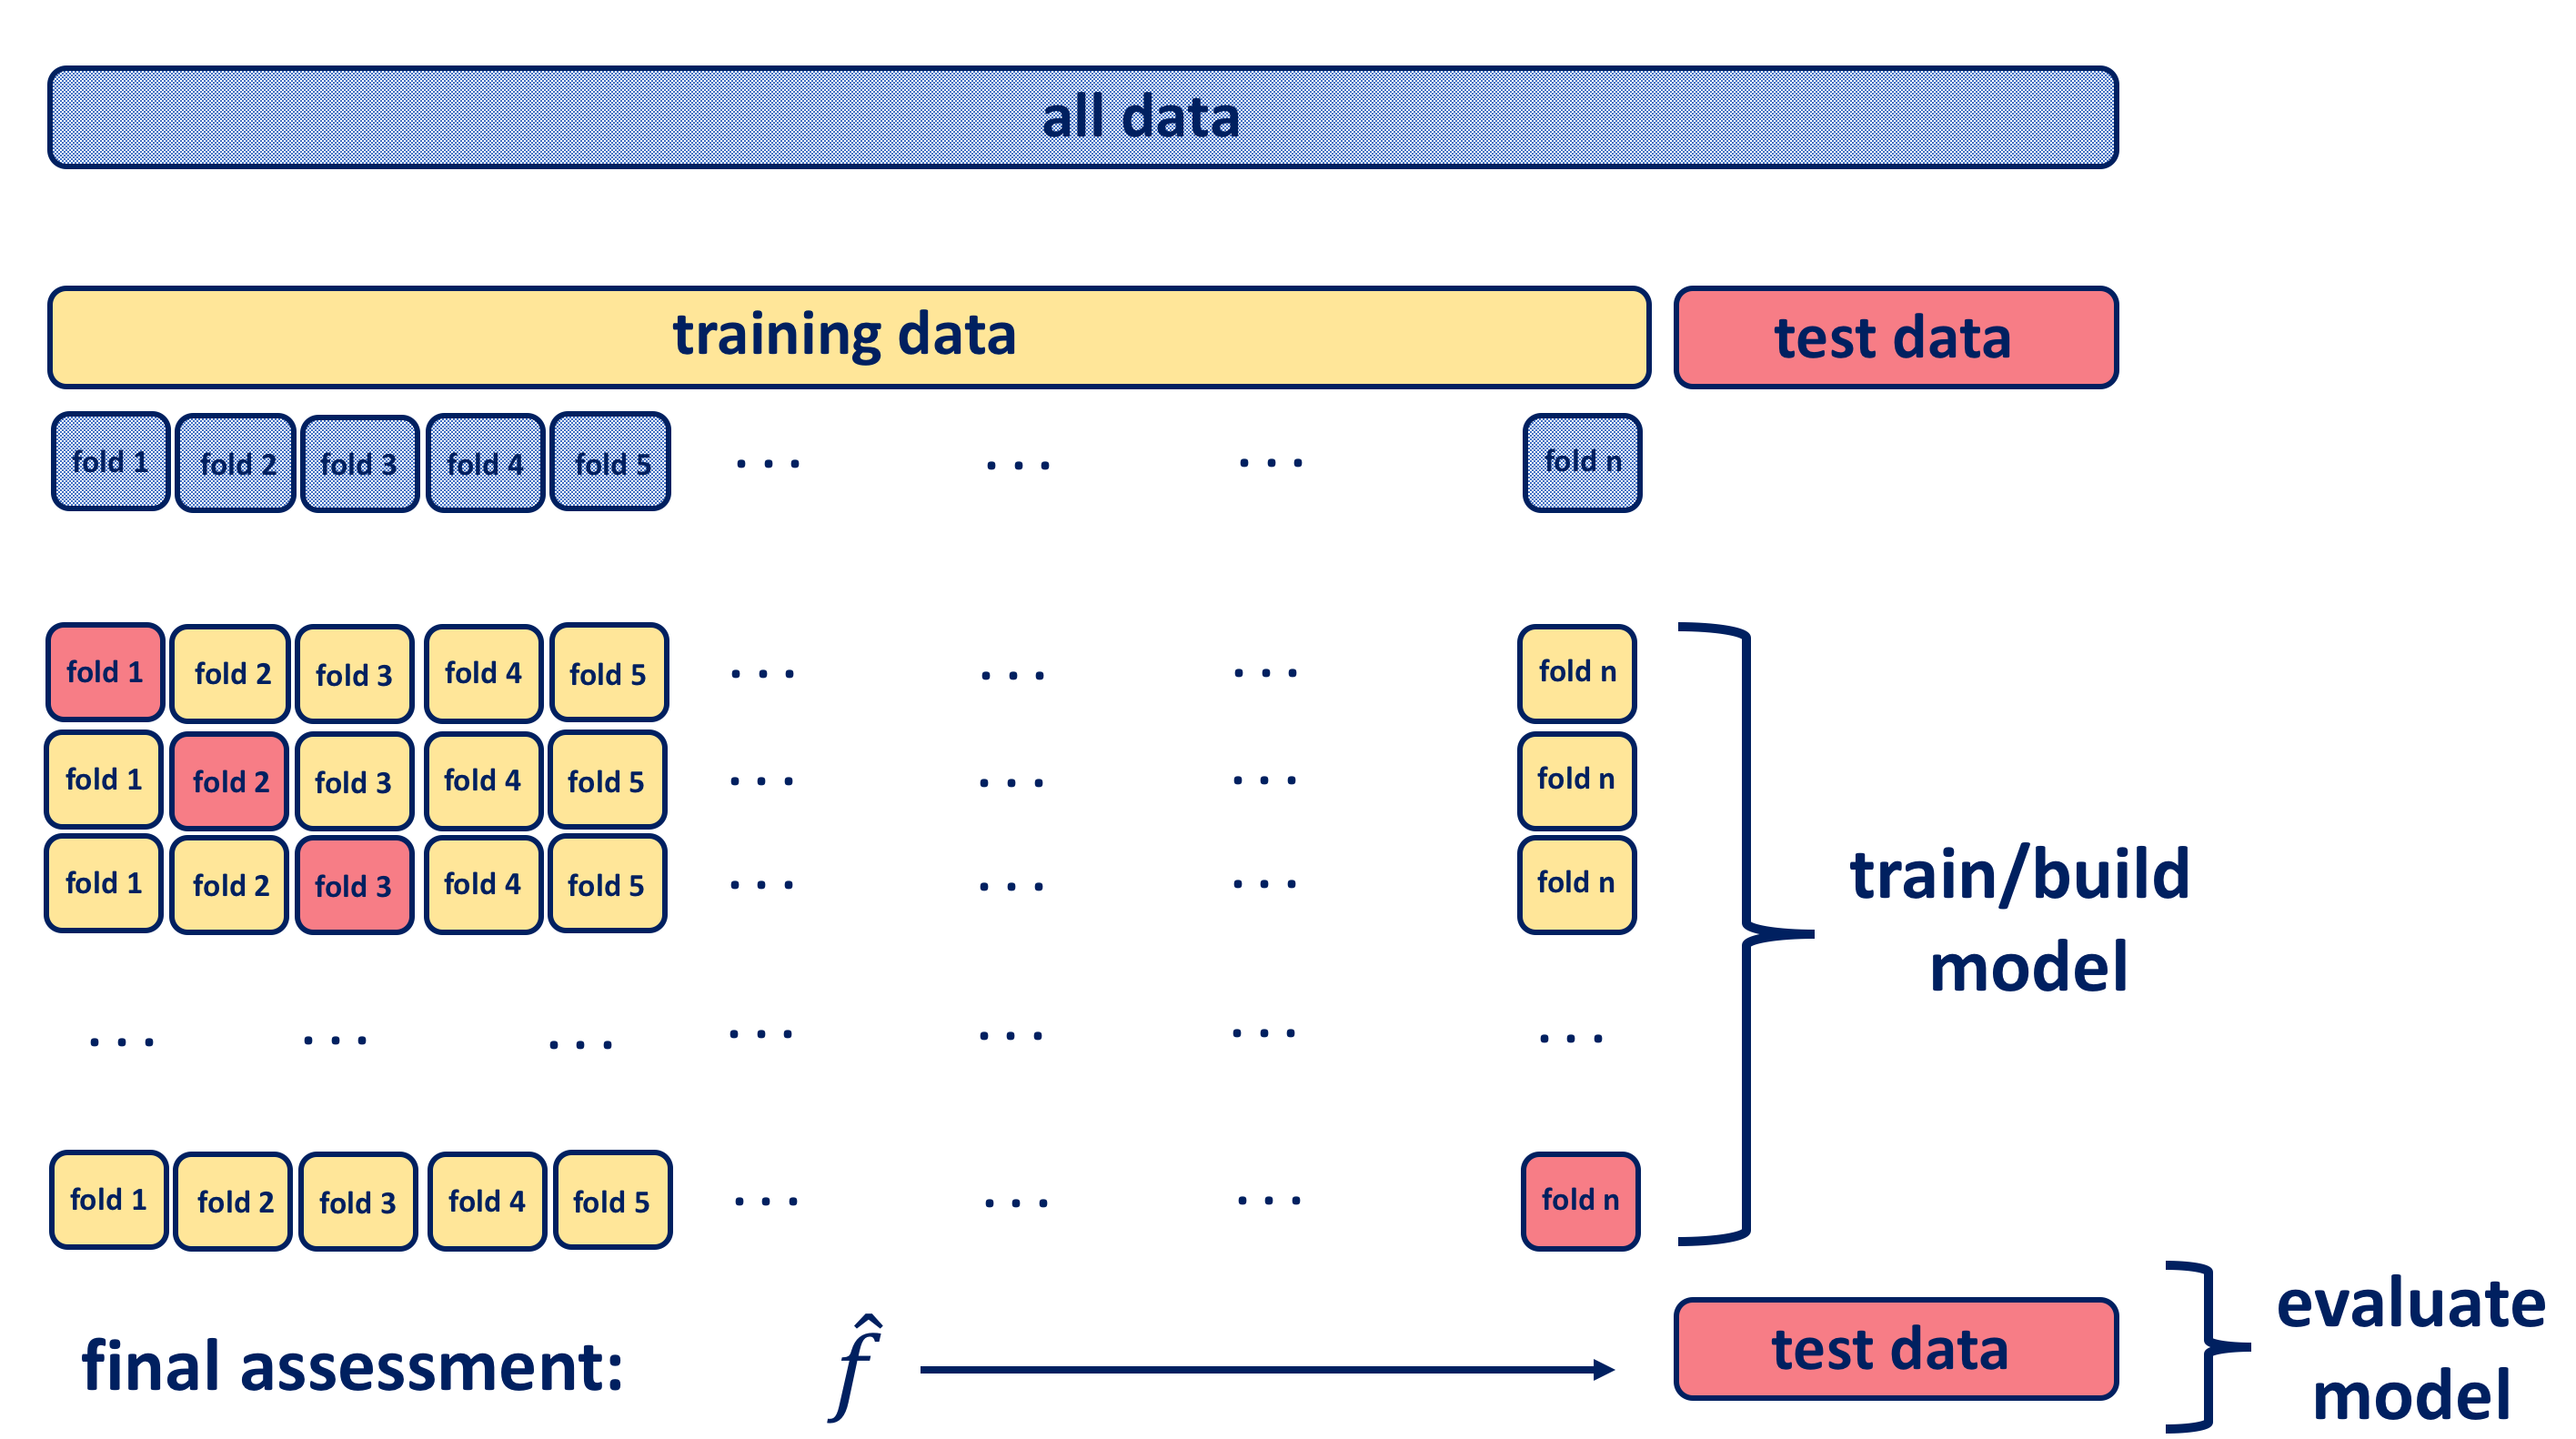 all data
training data test data
fold 1 fold 2 fold 3 fold 4 fold 5 ... ... ... fold n
fold 1 fold 2 fold 3 fold 4 fold 5 ... ... ... fold n
fold 1 fold 2 fold 3 fold 4 fold 5 ... ... ... fold n
fold 1 fold 2 fold 3 fold 4 fold 5 ... ... ... fold n
train/build
model
... ... ... ... ... ... ...
fold 1 fold 2 fold 3 fold 4 fold 5 ... ... ... fold n
final assessment: f̂ test data
evaluate
model